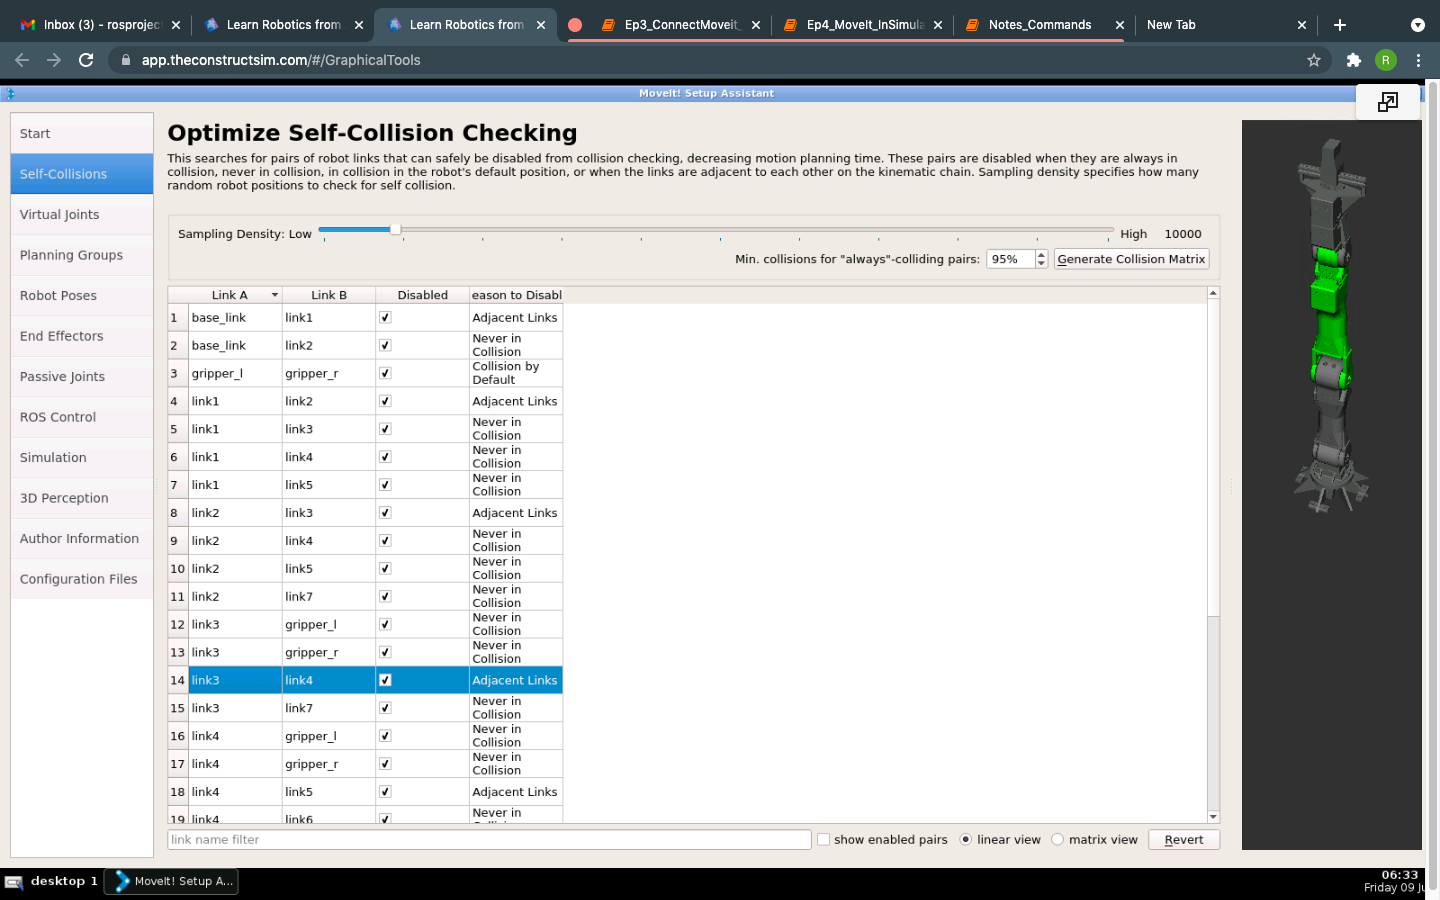 Inbox (3) - rosprojec
Learn Robotics from
Learn Robotics from
Ep3_ConnectMoveit_
Ep4_MoveIt_InSimula
Notes_Commands
New Tab
app.theconstructsim.com/#/GraphicalTools
R
MoveIt! Setup Assistant
Start
Self-Collisions
Virtual Joints
Planning Groups
Robot Poses
End Effectors
Passive Joints
ROS Control
Simulation
3D Perception
Author Information
Configuration Files
Optimize Self-Collision Checking
This searches for pairs of robot links that can safely be disabled from collision checking, decreasing motion planning time. These pairs are disabled when they are always in
collision, never in collision, in collision in the robot's default position, or when the links are adjacent to each other on the kinematic chain. Sampling density specifies how many
random robot positions to check for self collision.
Sampling Density: Low High 10000
Min. collisions for "always"-colliding pairs: 95% Generate Collision Matrix
Link A Link B Disabled eason to Disabl
1 base_link link1 Adjacent Links
2 base_link link2 Never in
Collision
3 gripper_l gripper_r Collision by
Default
4 link1 link2 Adjacent Links
5 link1 link3 Never in
Collision
6 link1 link4 Never in
Collision
7 link1 link5 Never in
Collision
8 link2 link3 Adjacent Links
9 link2 link4 Never in
Collision
10 link2 link5 Never in
Collision
11 link2 link7 Never in
Collision
12 link3 gripper_l Never in
Collision
13 link3 gripper_r Never in
Collision
14 link3 link4 Adjacent Links
15 link3 link7 Never in
Collision
16 link4 gripper_l Never in
Collision
17 link4 gripper_r Never in
Collision
18 link4 link5 Adjacent Links
19 link4 link6 Never in
link name filter
show enabled pairs linear view matrix view Revert
desktop 1 MoveIt! Setup A...
06:33
Friday 09 Ju